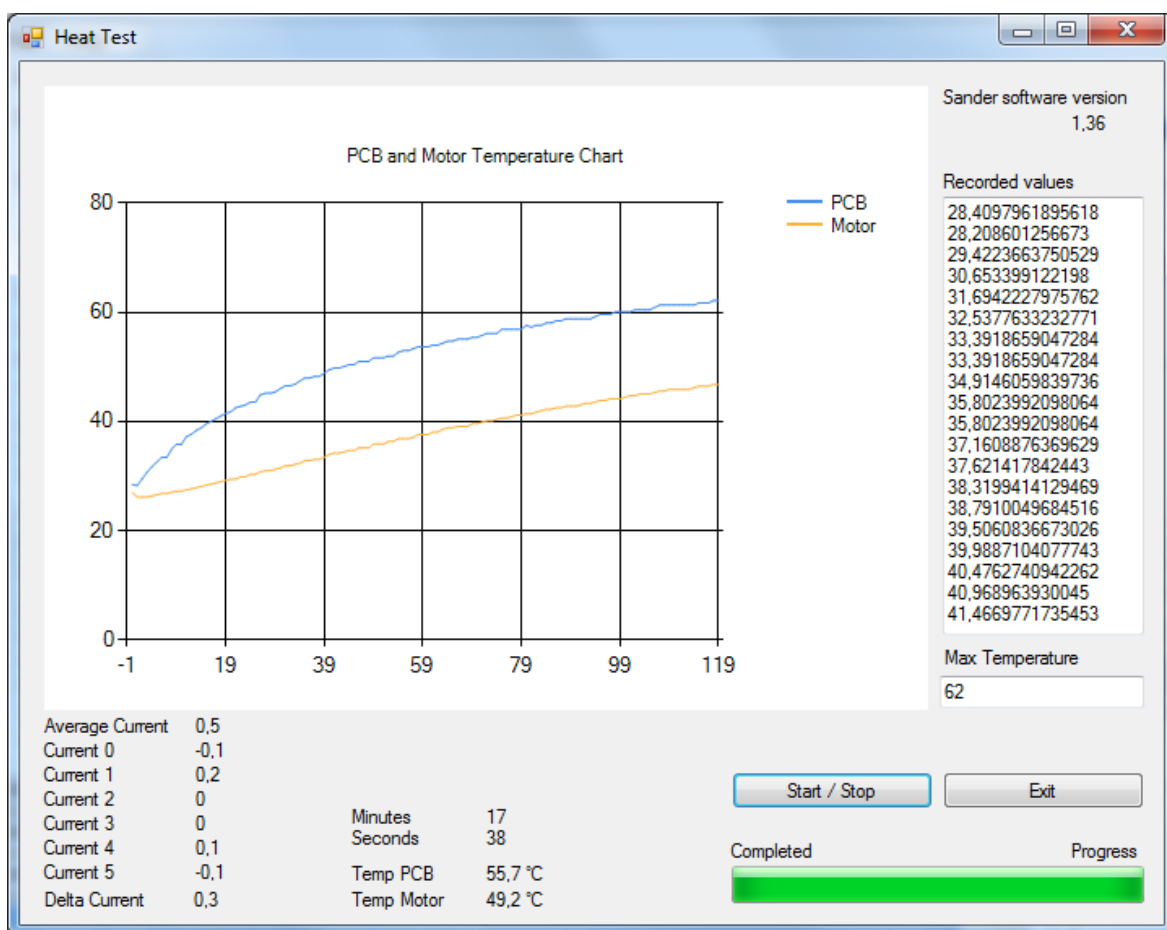 Heat Test
Sander software version
1,36
PCB and Motor Temperature Chart
PCB
Motor
80
60
40
20
0
-1 19 39 59 79 99 119
Recorded values
28,4097961895618
28,208601256673
29,4223663750529
30,653399122198
31,6942227975762
32,5377633232771
33,3918659047284
33,3918659047284
34,9146059839736
35,8023992098064
35,8023992098064
37,1608876369629
37,621417842443
38,3199414129469
38,7910049684516
39,5060836673026
39,9887104077743
40,4762740942262
40,968963930045
41,4669771735453
Max Temperature
62
Average Current 0,5
Current 0 -0,1
Current 1 0,2
Current 2 0
Current 3 0
Current 4 0,1
Current 5 -0,1
Delta Current 0,3
Minutes 17
Seconds 38
Temp PCB 55,7 °C
Temp Motor 49,2 °C
Start / Stop
Exit
Completed Progress